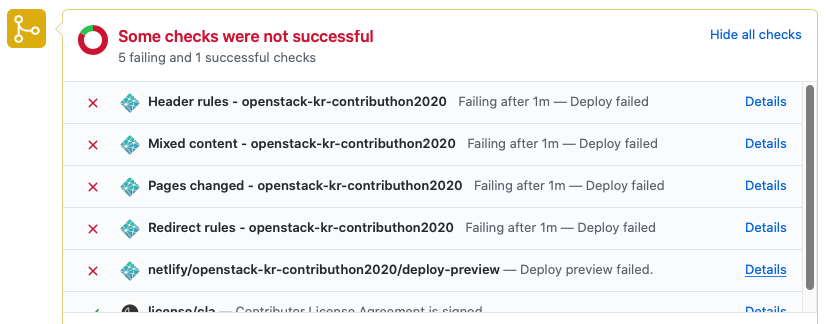 Some checks were not successful
Hide all checks
5 failing and 1 successful checks
Header rules - openstack-kr-contributhon2020 Failing after 1m — Deploy failed Details
Mixed content - openstack-kr-contributhon2020 Failing after 1m — Deploy failed Details
Pages changed - openstack-kr-contributhon2020 Failing after 1m — Deploy failed Details
Redirect rules - openstack-kr-contributhon2020 Failing after 1m — Deploy failed Details
netlify/openstack-kr-contributhon2020/deploy-preview — Deploy preview failed. Details
license/cla — Contributor License Agreement is signed. Details